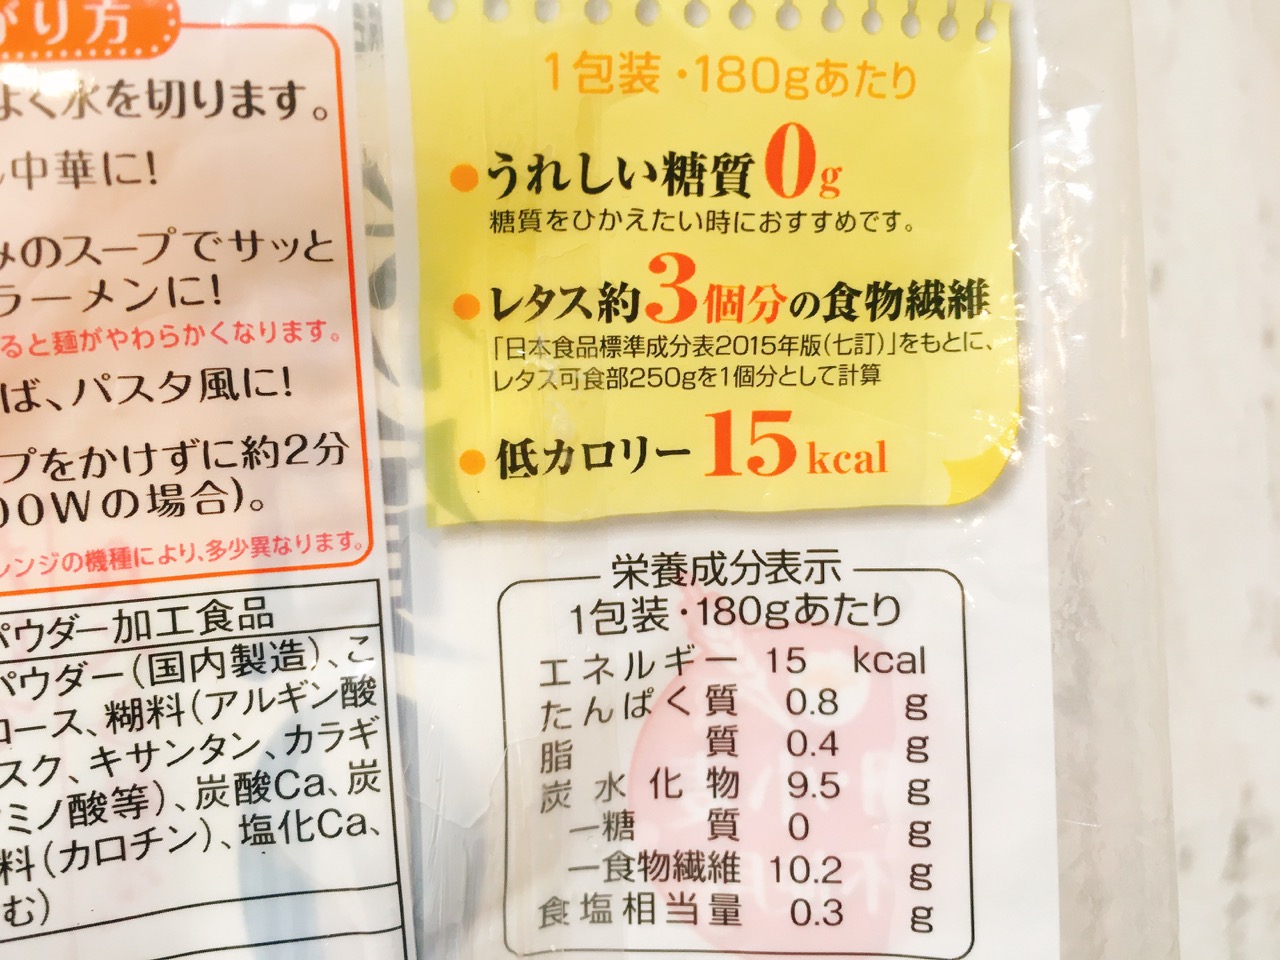 がり方
よく水を切ります。
中華に!
みのスープでサッと
ラーメンに!
ると麺がやわらかくなります。
ば、パスタ風に!
プをかけずに約2分
00Wの場合)。
レンジの機種により、多少異なります。
パウダー加工食品
パウダー(国内製造)、こ
ロース、糊料(アルギン酸
スク、キサンタン、カラギ
ミノ酸等)、炭酸Ca、炭
料(カロチン)、塩化Ca、
む)
1包装・180gあたり
●うれしい糖質0g
糖質をひかえたい時におすすめです。
●レタス約3個分の食物繊維
「日本食品標準成分表2015年版(七訂)」をもとに、
レタス可食部250gを1個分として計算
●低カロリー15kcal
栄養成分表示
1包装・180gあたり
エネルギー 15 kcal
たんぱく質 0.8 g
脂質 0.4 g
炭水化物 9.5 g
―糖質 0 g
―食物繊維 10.2 g
食塩相当量 0.3 g